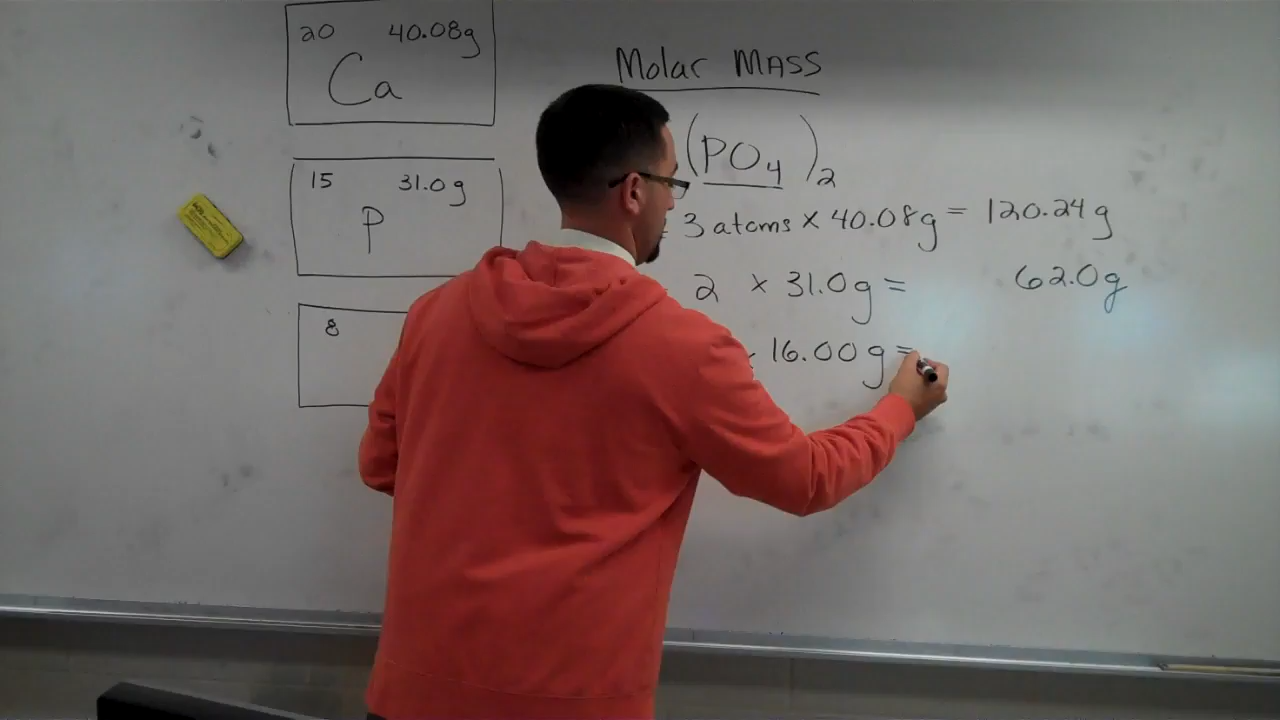 20 40.08g
Ca
15 31.0g
P
8
Molar MASS
(PO4)2
3 atoms × 40.08g = 120.24g
2 × 31.0g = 62.0g
16.00g =